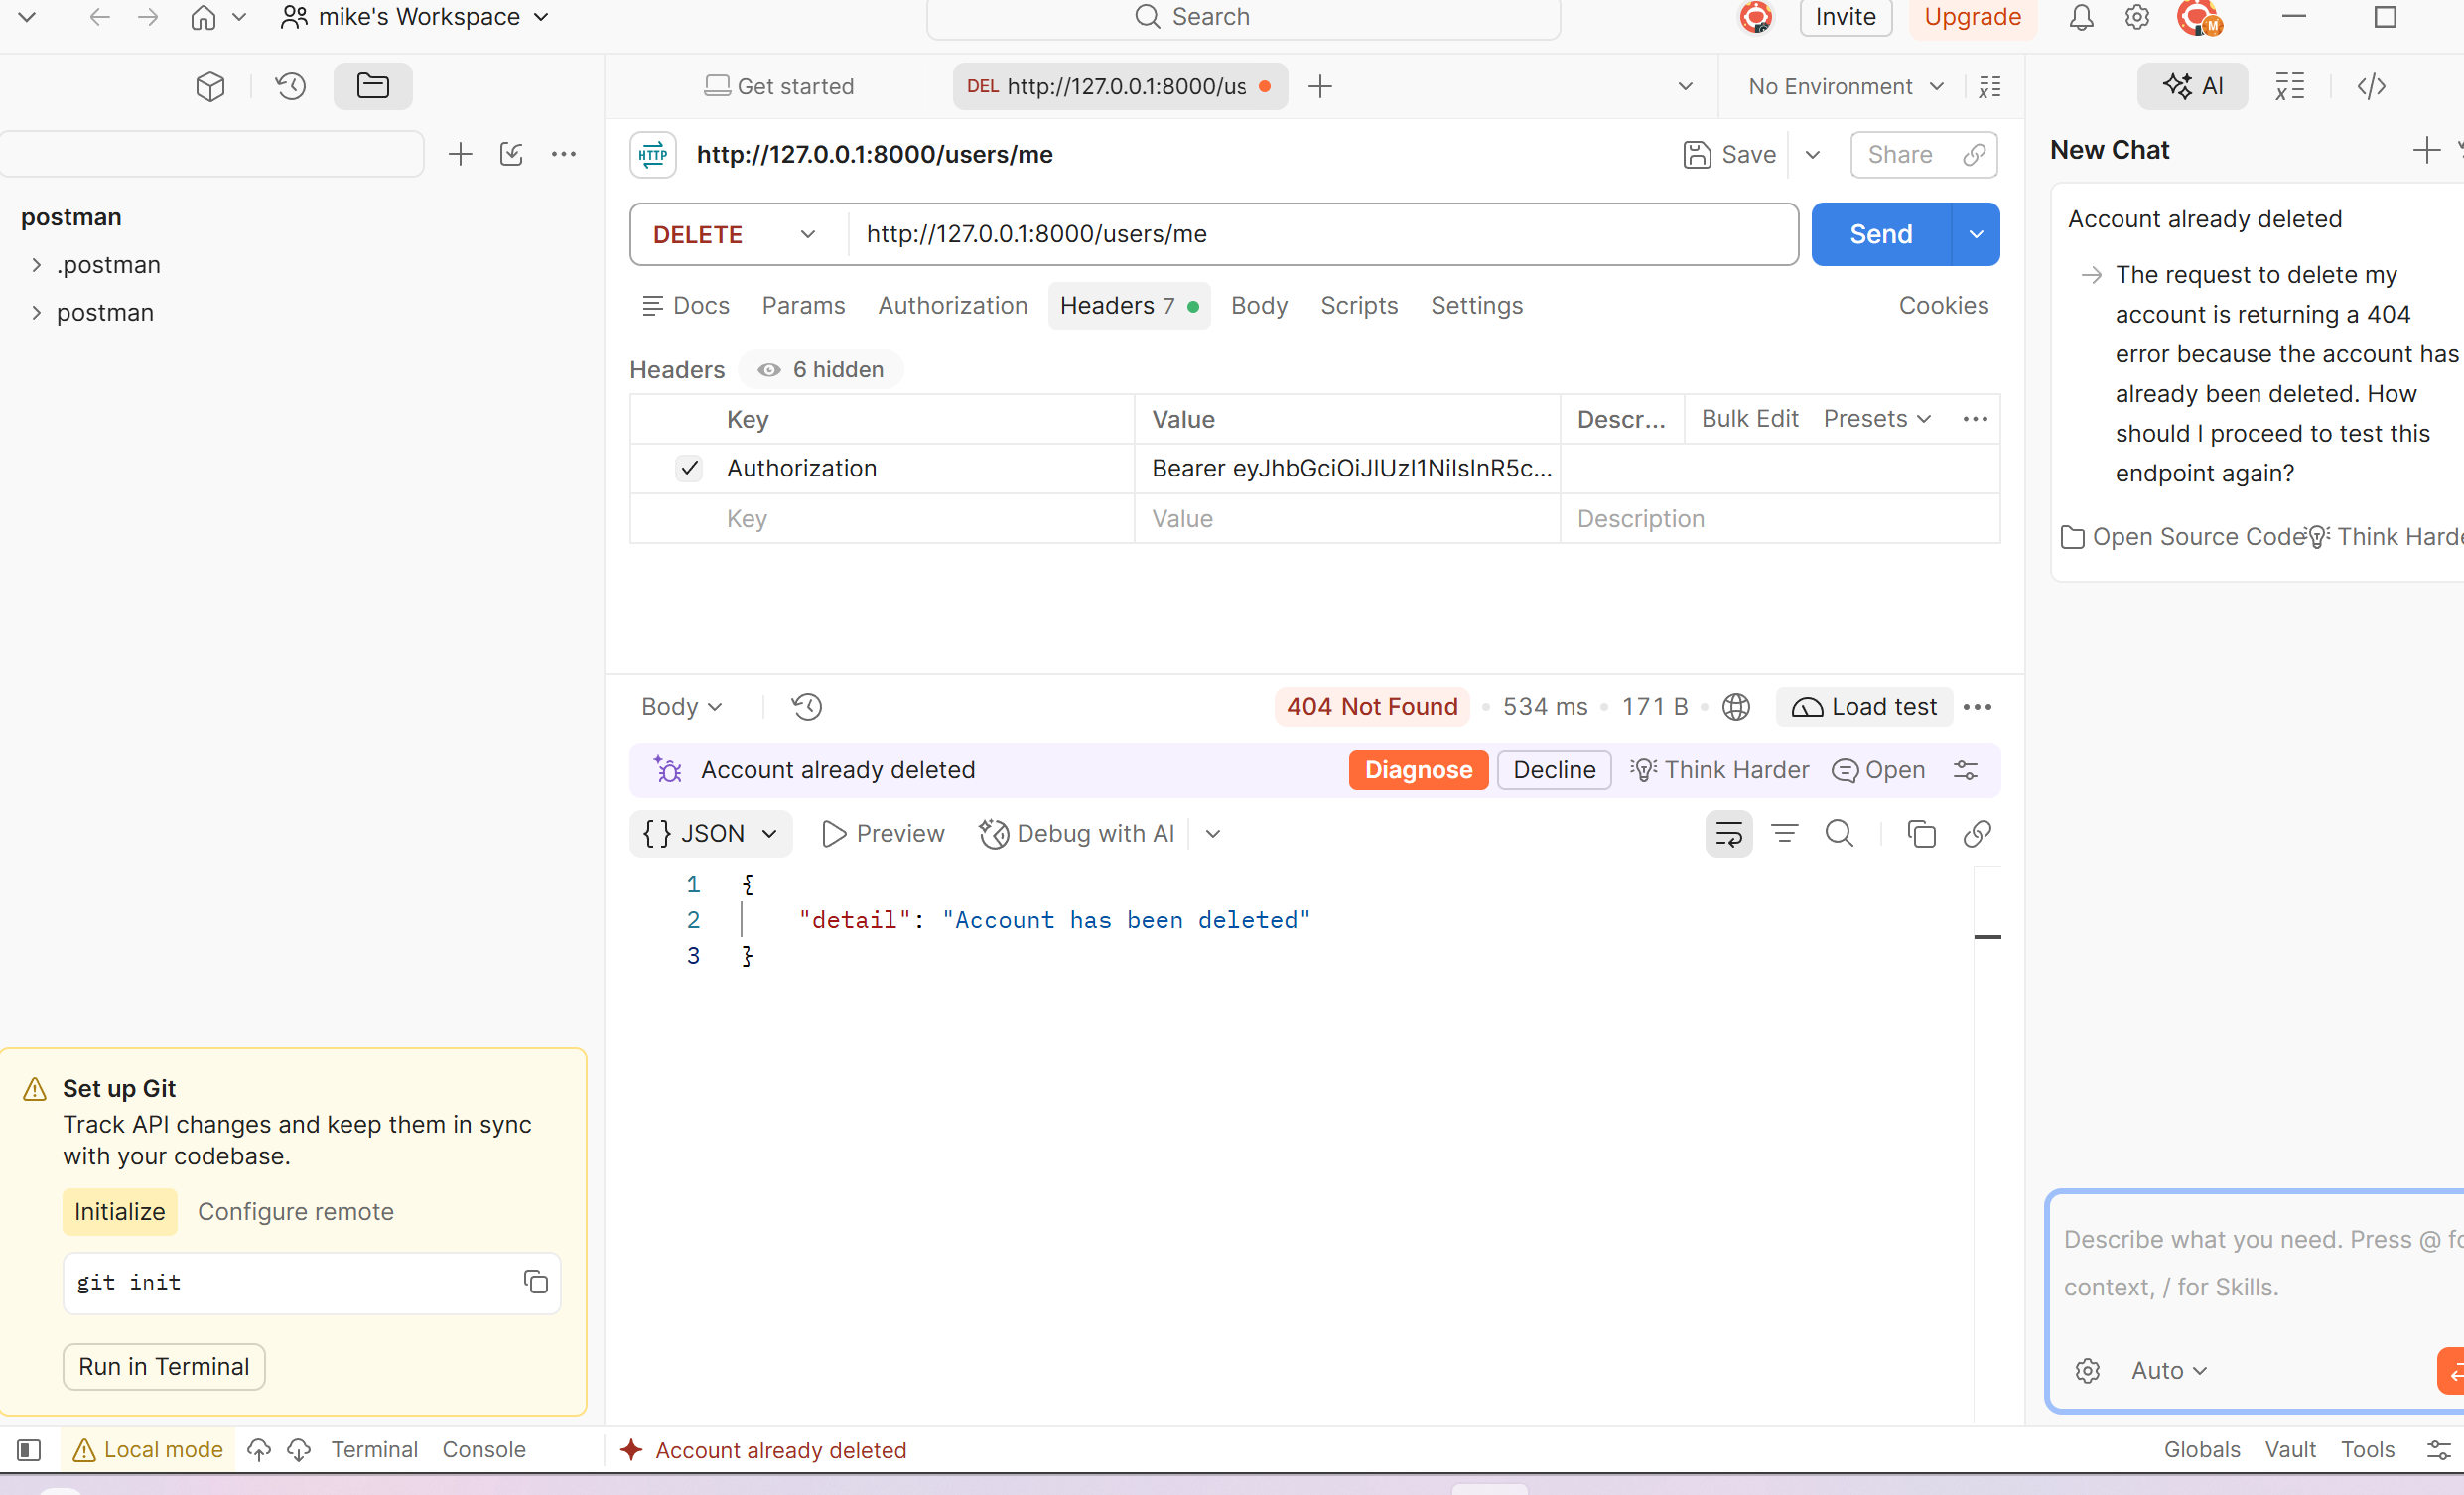 mike's Workspace
Search
Invite
Upgrade
M
Get started
DEL http://127.0.0.1:8000/us
No Environment
AI
HTTP
http://127.0.0.1:8000/users/me
Save
Share
New Chat
postman
.postman
postman
DELETE
http://127.0.0.1:8000/users/me
Send
Account already deleted
The request to delete my
account is returning a 404
error because the account has
already been deleted. How
should I proceed to test this
endpoint again?
Open Source Code
Think Harde
Docs
Params
Authorization
Headers 7
Body
Scripts
Settings
Cookies
Headers
6 hidden
Key
Value
Descr...
Bulk Edit
Presets
Authorization
Bearer eyJhbGciOiJIUzI1NiIsInR5c...
Key
Value
Description
Body
404 Not Found
534 ms
171 B
Load test
Account already deleted
Diagnose
Decline
Think Harder
Open
{ } JSON
Preview
Debug with AI
1 {
2 "detail": "Account has been deleted"
3 }
Set up Git
Track API changes and keep them in sync
with your codebase.
Initialize
Configure remote
git init
Run in Terminal
Describe what you need. Press @ fo
context, / for Skills.
Auto
Local mode
Terminal
Console
Account already deleted
Globals
Vault
Tools